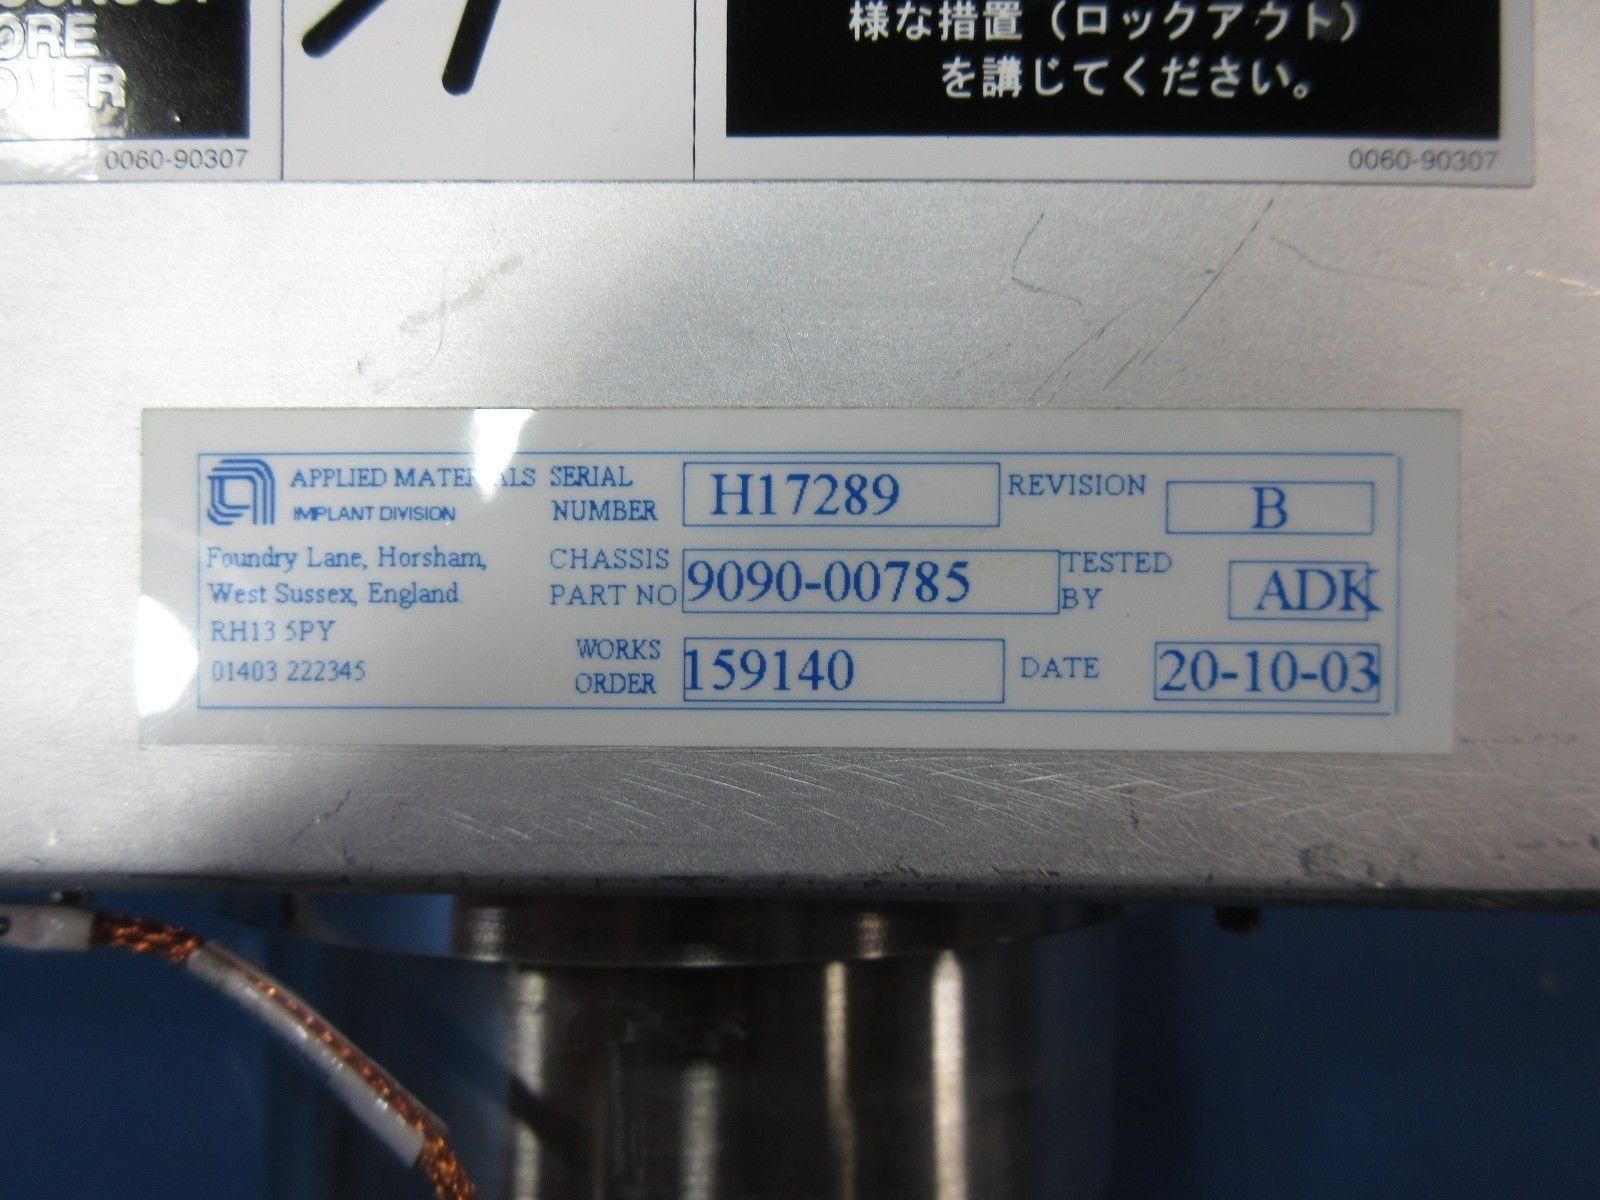 ORE
様な措置（ロックアウト）
を講じてください。
0060-90307
0060-90307
APPLIED MATERIALS
IMPLANT DIVISION
Foundry Lane, Horsham,
West Sussex, England
RH13 5PY
01403 222345
SERIAL
NUMBER
H17289
REVISION
B
CHASSIS
PART NO
9090-00785
TESTED
BY
ADK
WORKS
ORDER
159140
DATE
20-10-03